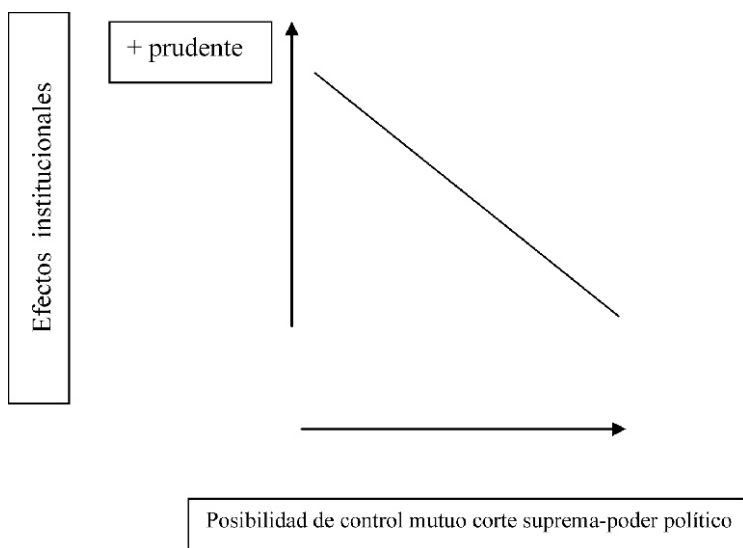 + prudente
Efectos institucionales
Posibilidad de control mutuo corte suprema-poder político